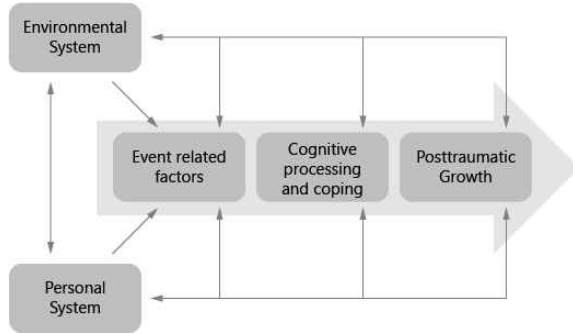 Environmental
System
Event related
factors
Cognitive
processing
and coping
Posttraumatic
Growth
Personal
System